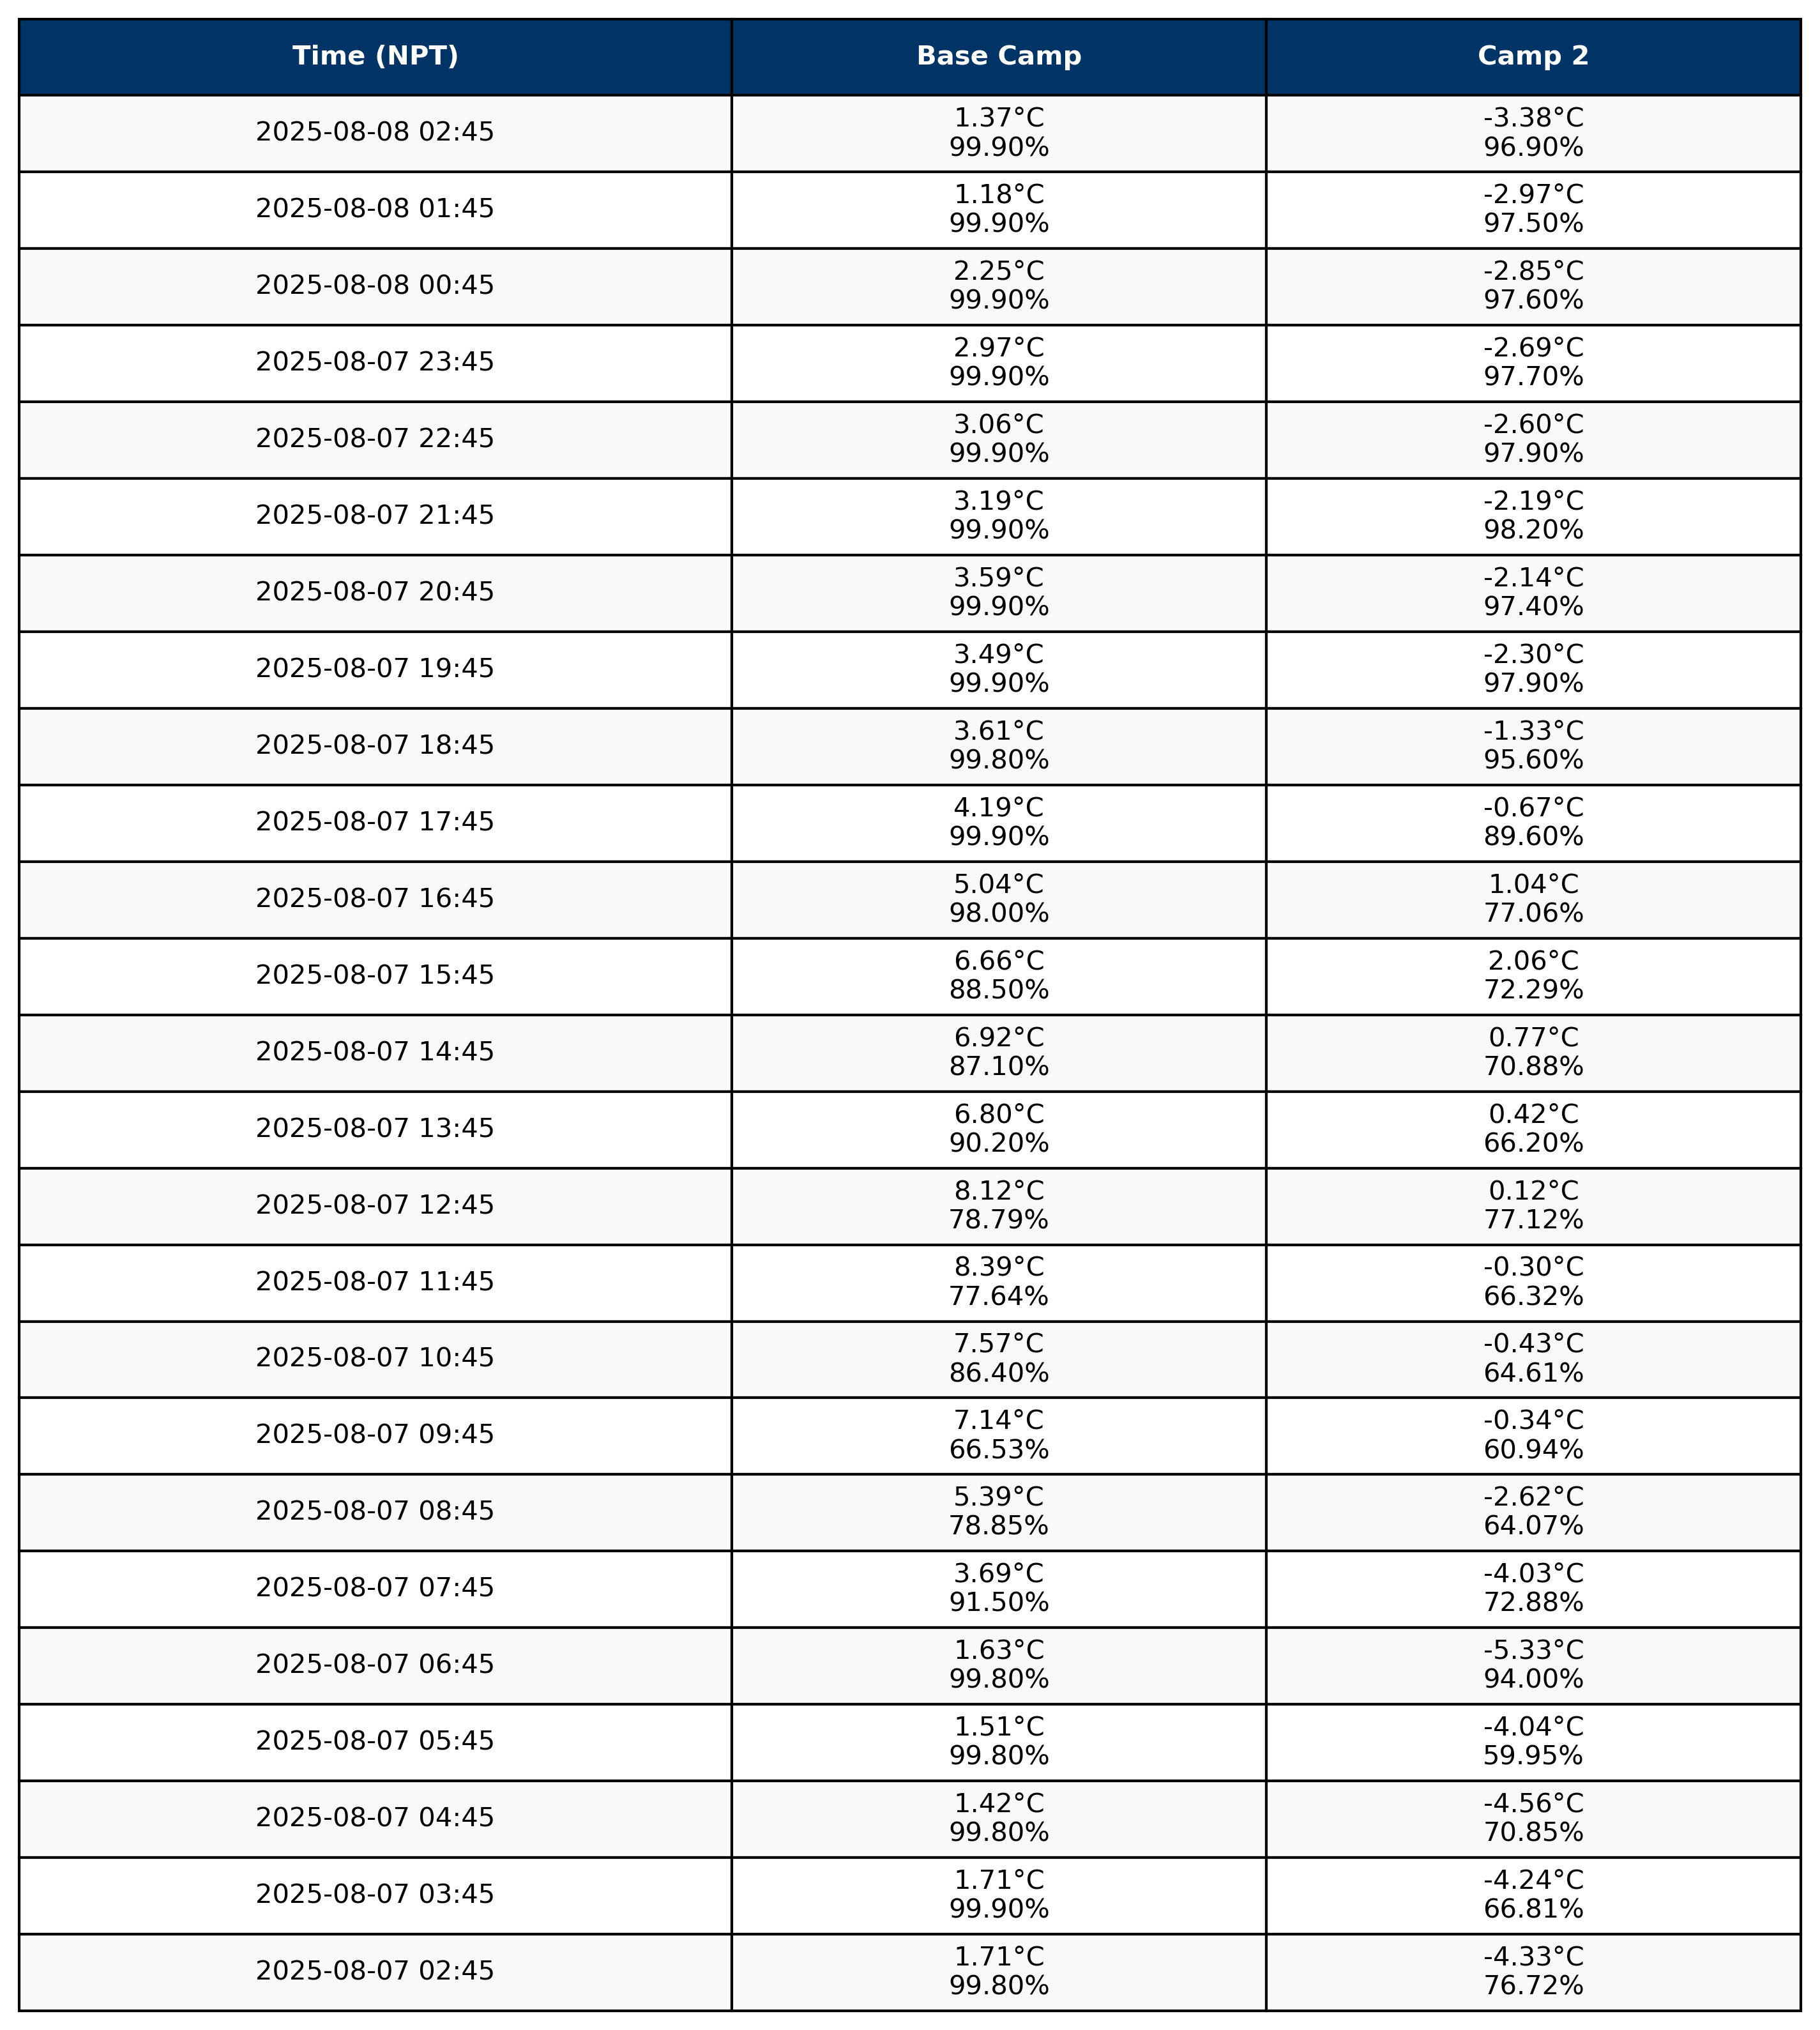 Time (NPT) Base Camp Camp 2
2025-08-08 02:45 1.37°C -3.38°C
99.90% 96.90%
2025-08-08 01:45 1.18°C -2.97°C
99.90% 97.50%
2025-08-08 00:45 2.25°C -2.85°C
99.90% 97.60%
2025-08-07 23:45 2.97°C -2.69°C
99.90% 97.70%
2025-08-07 22:45 3.06°C -2.60°C
99.90% 97.90%
2025-08-07 21:45 3.19°C -2.19°C
99.90% 98.20%
2025-08-07 20:45 3.59°C -2.14°C
99.90% 97.40%
2025-08-07 19:45 3.49°C -2.30°C
99.90% 97.90%
2025-08-07 18:45 3.61°C -1.33°C
99.80% 95.60%
2025-08-07 17:45 4.19°C -0.67°C
99.90% 89.60%
2025-08-07 16:45 5.04°C 1.04°C
98.00% 77.06%
2025-08-07 15:45 6.66°C 2.06°C
88.50% 72.29%
2025-08-07 14:45 6.92°C 0.77°C
87.10% 70.88%
2025-08-07 13:45 6.80°C 0.42°C
90.20% 66.20%
2025-08-07 12:45 8.12°C 0.12°C
78.79% 77.12%
2025-08-07 11:45 8.39°C -0.30°C
77.64% 66.32%
2025-08-07 10:45 7.57°C -0.43°C
86.40% 64.61%
2025-08-07 09:45 7.14°C -0.34°C
66.53% 60.94%
2025-08-07 08:45 5.39°C -2.62°C
78.85% 64.07%
2025-08-07 07:45 3.69°C -4.03°C
91.50% 72.88%
2025-08-07 06:45 1.63°C -5.33°C
99.80% 94.00%
2025-08-07 05:45 1.51°C -4.04°C
99.80% 59.95%
2025-08-07 04:45 1.42°C -4.56°C
99.80% 70.85%
2025-08-07 03:45 1.71°C -4.24°C
99.90% 66.81%
2025-08-07 02:45 1.71°C -4.33°C
99.80% 76.72%